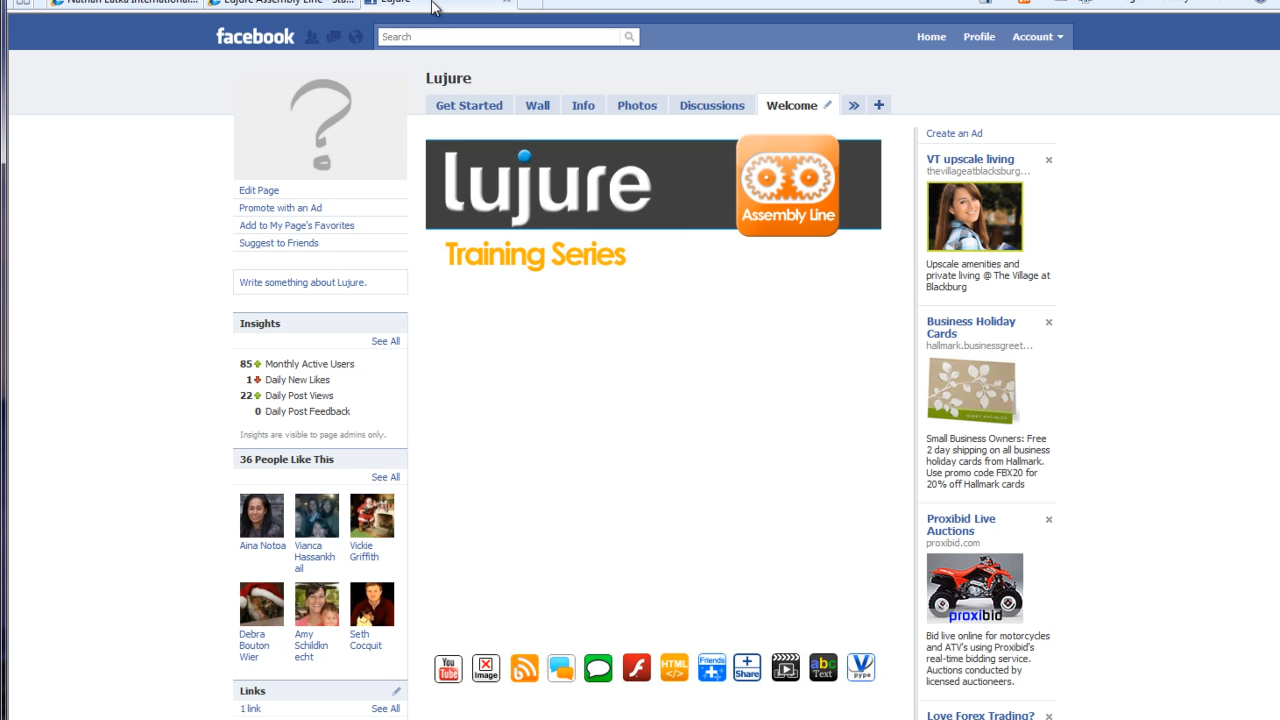 Nathan Latka International...
Lujure Assembly Line - Sta...
Lujure
facebook
Search
Home Profile Account
Lujure
Get Started Wall Info Photos Discussions Welcome » +
Edit Page
Promote with an Ad
Add to My Page's Favorites
Suggest to Friends
Write something about Lujure.
Insights
See All
85 Monthly Active Users
1 Daily New Likes
22 Daily Post Views
0 Daily Post Feedback
Insights are visible to page admins only.
36 People Like This
See All
Aina Notoa
Vianca
Hassankh
ail
Vickie
Griffith
Debra
Bouton
Wier
Amy
Schildkn
echt
Seth
Cocquit
Links
1 link
See All
lujure
Assembly Line
Training Series
You
Tube
Image
HTML
</>
Friends
+
+
Share
abc
Text
V
pype
Create an Ad
VT upscale living
thevillageatblacksburg...
Upscale amenities and
private living @ The Village at
Blackburg
Business Holiday
Cards
hallmark.businessgreet...
Small Business Owners: Free
2 day shipping on all business
holiday cards from Hallmark.
Use promo code FBX20 for
20% off Hallmark cards
Proxibid Live
Auctions
proxibid.com
proxibid
Bid live online for motorcycles
and ATV's using Proxibid's
real-time bidding service.
Auctions conducted by
licensed auctioneers.
Love Forex Trading?